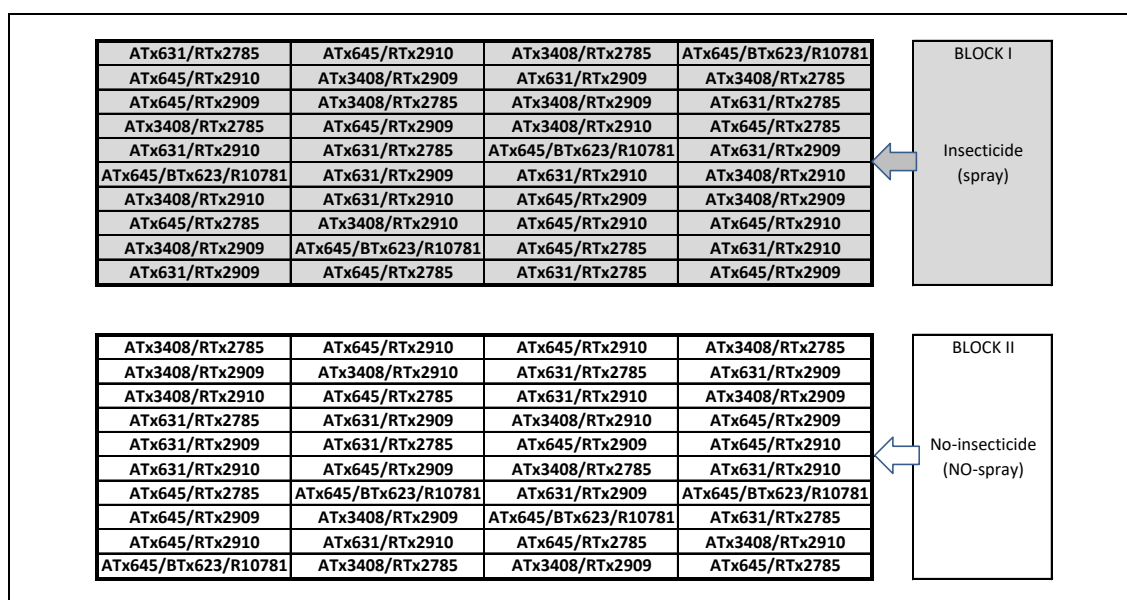 ATx631/RTx2785 ATx645/RTx2910 ATx3408/RTx2785 ATx645/BTx623/R10781
ATx645/RTx2910 ATx3408/RTx2909 ATx631/RTx2909 ATx3408/RTx2785
ATx645/RTx2909 ATx3408/RTx2785 ATx3408/RTx2909 ATx631/RTx2785
ATx3408/RTx2785 ATx645/RTx2909 ATx3408/RTx2910 ATx645/RTx2785
ATx631/RTx2910 ATx631/RTx2785 ATx645/BTx623/R10781 ATx631/RTx2909
ATx645/BTx623/R10781 ATx631/RTx2909 ATx631/RTx2910 ATx3408/RTx2910
ATx3408/RTx2910 ATx631/RTx2910 ATx645/RTx2909 ATx3408/RTx2909
ATx645/RTx2785 ATx3408/RTx2910 ATx645/RTx2910 ATx645/RTx2910
ATx3408/RTx2909 ATx645/BTx623/R10781 ATx645/RTx2785 ATx631/RTx2910
ATx631/RTx2909 ATx645/RTx2785 ATx631/RTx2785 ATx645/RTx2909
BLOCK I
Insecticide
(spray)
ATx3408/RTx2785 ATx645/RTx2910 ATx645/RTx2910 ATx3408/RTx2785
ATx3408/RTx2909 ATx3408/RTx2910 ATx631/RTx2785 ATx631/RTx2909
ATx3408/RTx2910 ATx645/RTx2785 ATx631/RTx2910 ATx3408/RTx2909
ATx631/RTx2785 ATx631/RTx2909 ATx3408/RTx2910 ATx645/RTx2909
ATx631/RTx2909 ATx631/RTx2785 ATx645/RTx2909 ATx645/RTx2910
ATx631/RTx2910 ATx645/RTx2909 ATx3408/RTx2785 ATx631/RTx2910
ATx645/RTx2785 ATx645/BTx623/R10781 ATx631/RTx2909 ATx645/BTx623/R10781
ATx645/RTx2909 ATx3408/RTx2909 ATx645/BTx623/R10781 ATx631/RTx2785
ATx645/RTx2910 ATx631/RTx2910 ATx645/RTx2785 ATx3408/RTx2910
ATx645/BTx623/R10781 ATx3408/RTx2785 ATx3408/RTx2909 ATx645/RTx2785
BLOCK II
No-insecticide
(NO-spray)